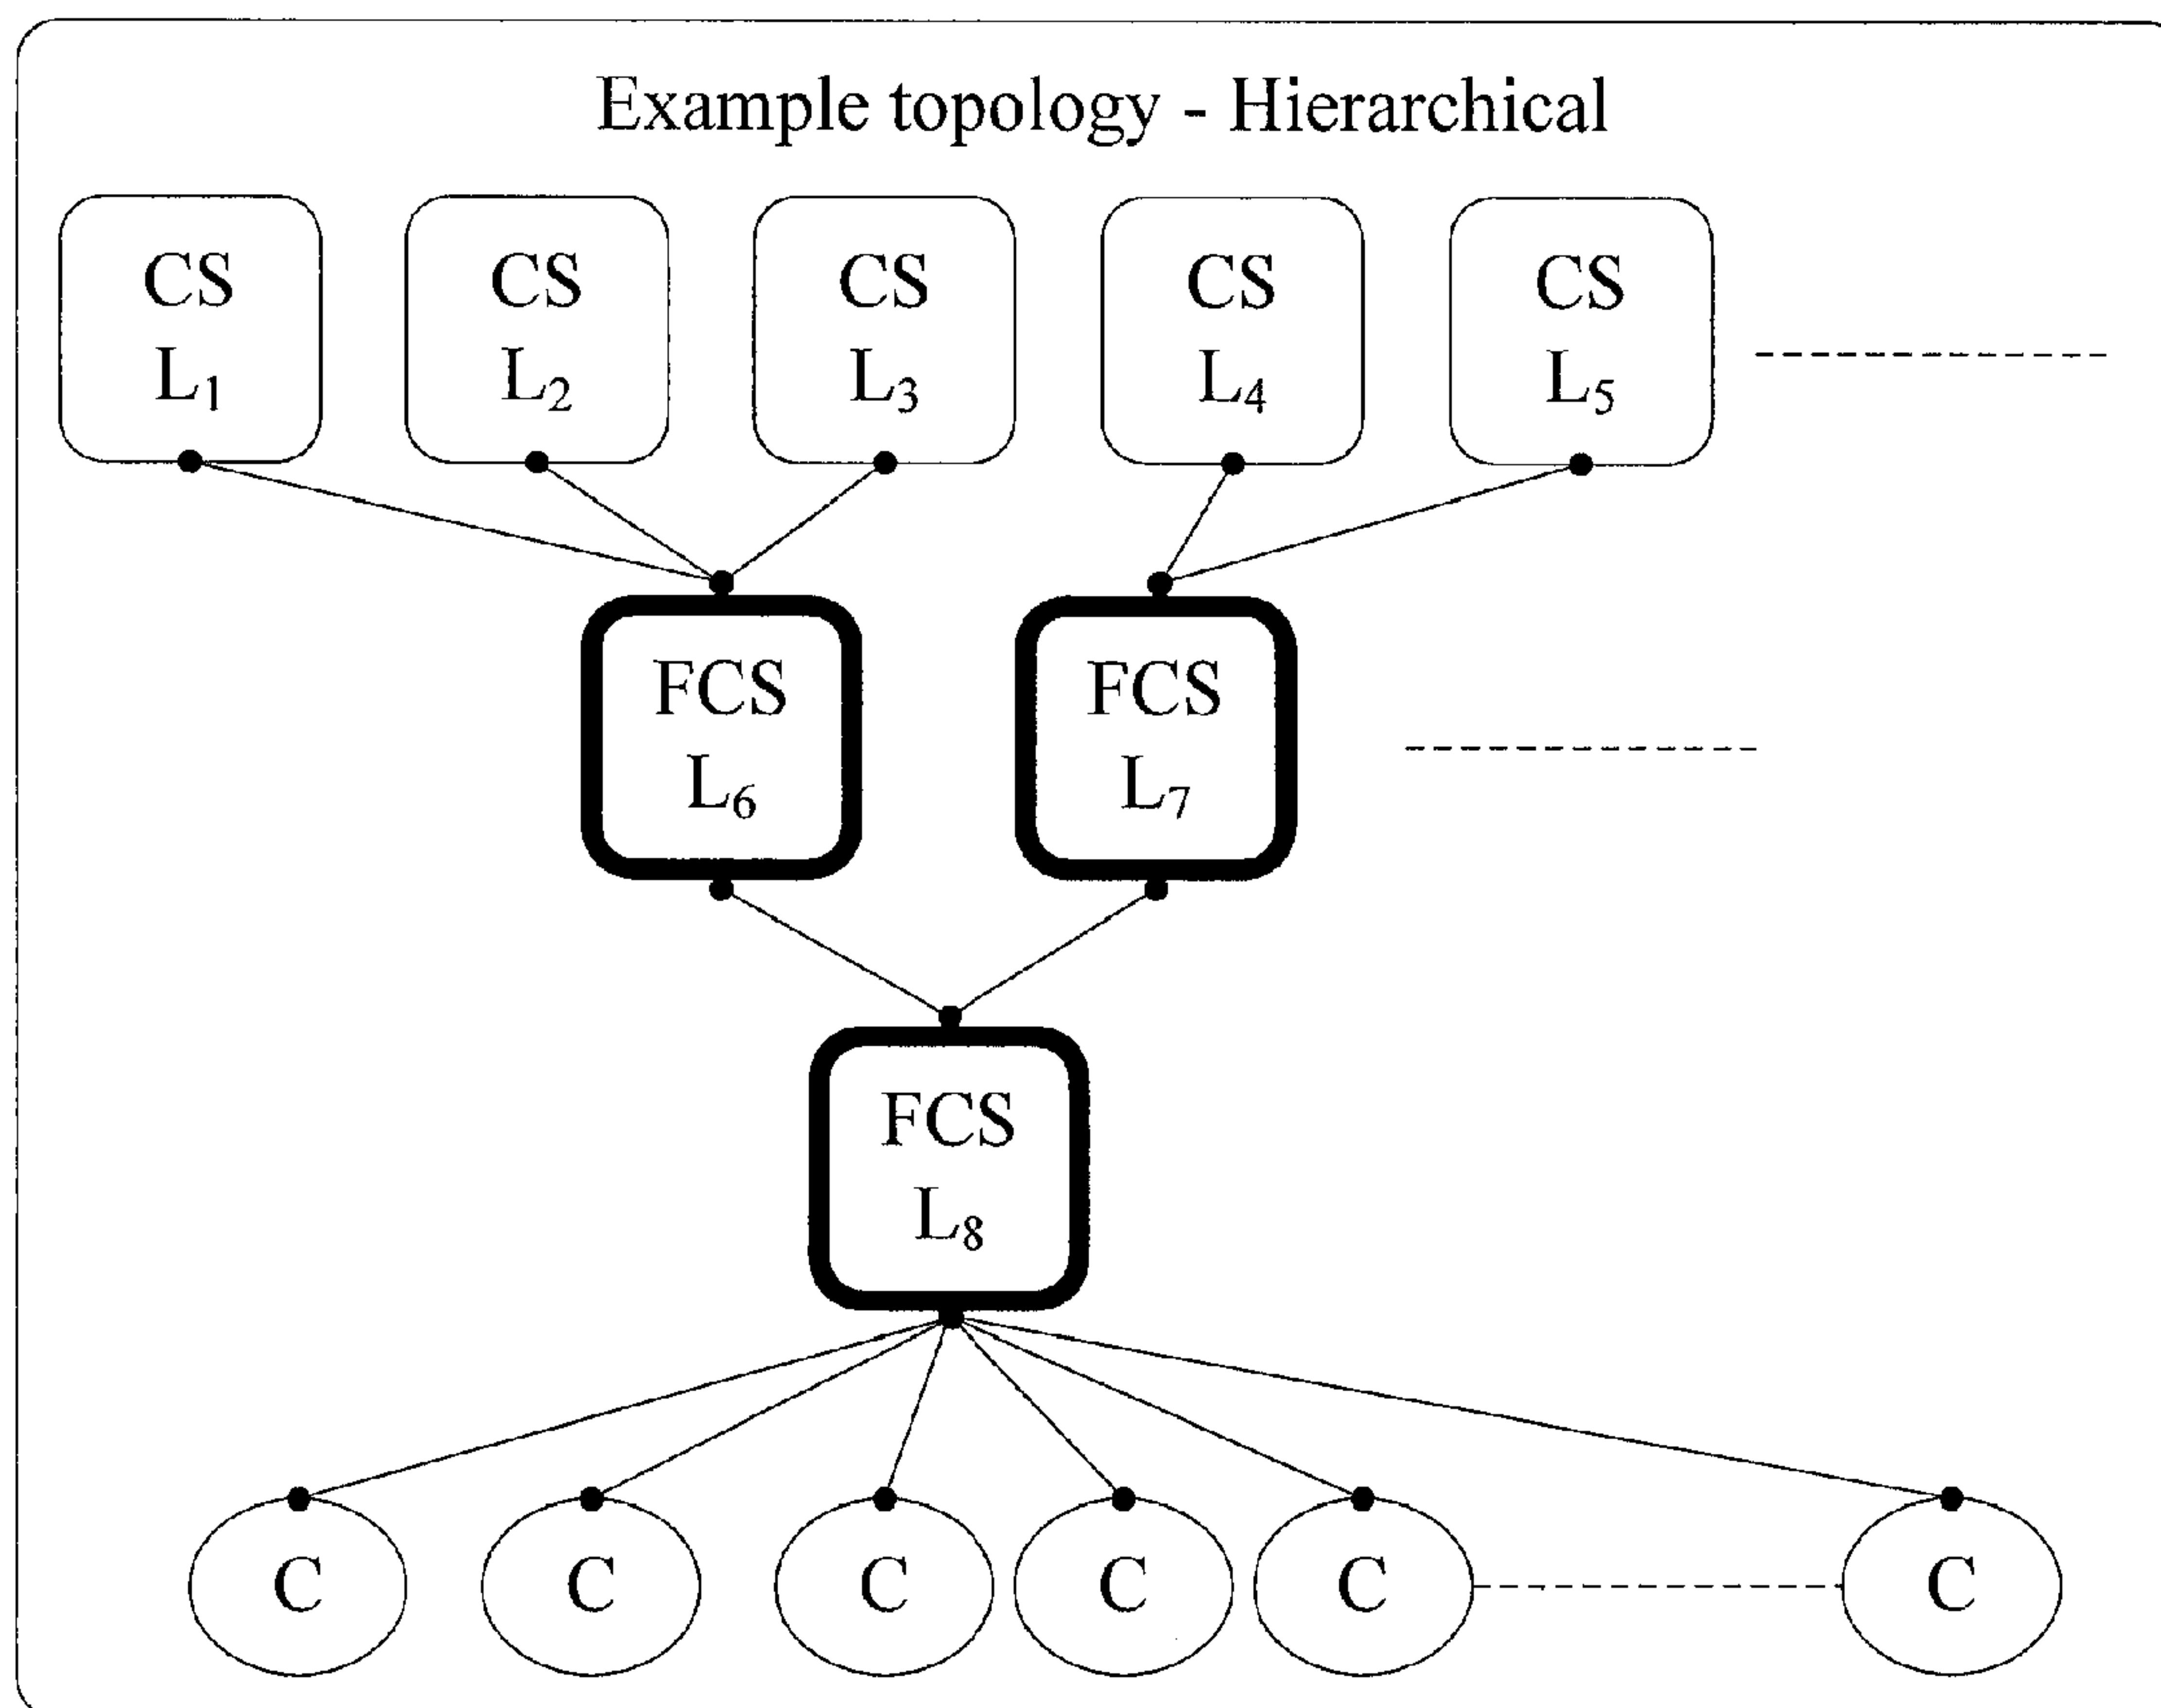 Example topology - Hierarchical
CS CS CS CS CS
L1 L2 L3 L4 L5
FCS FCS
L6 L7
FCS
L8
C C C C C C